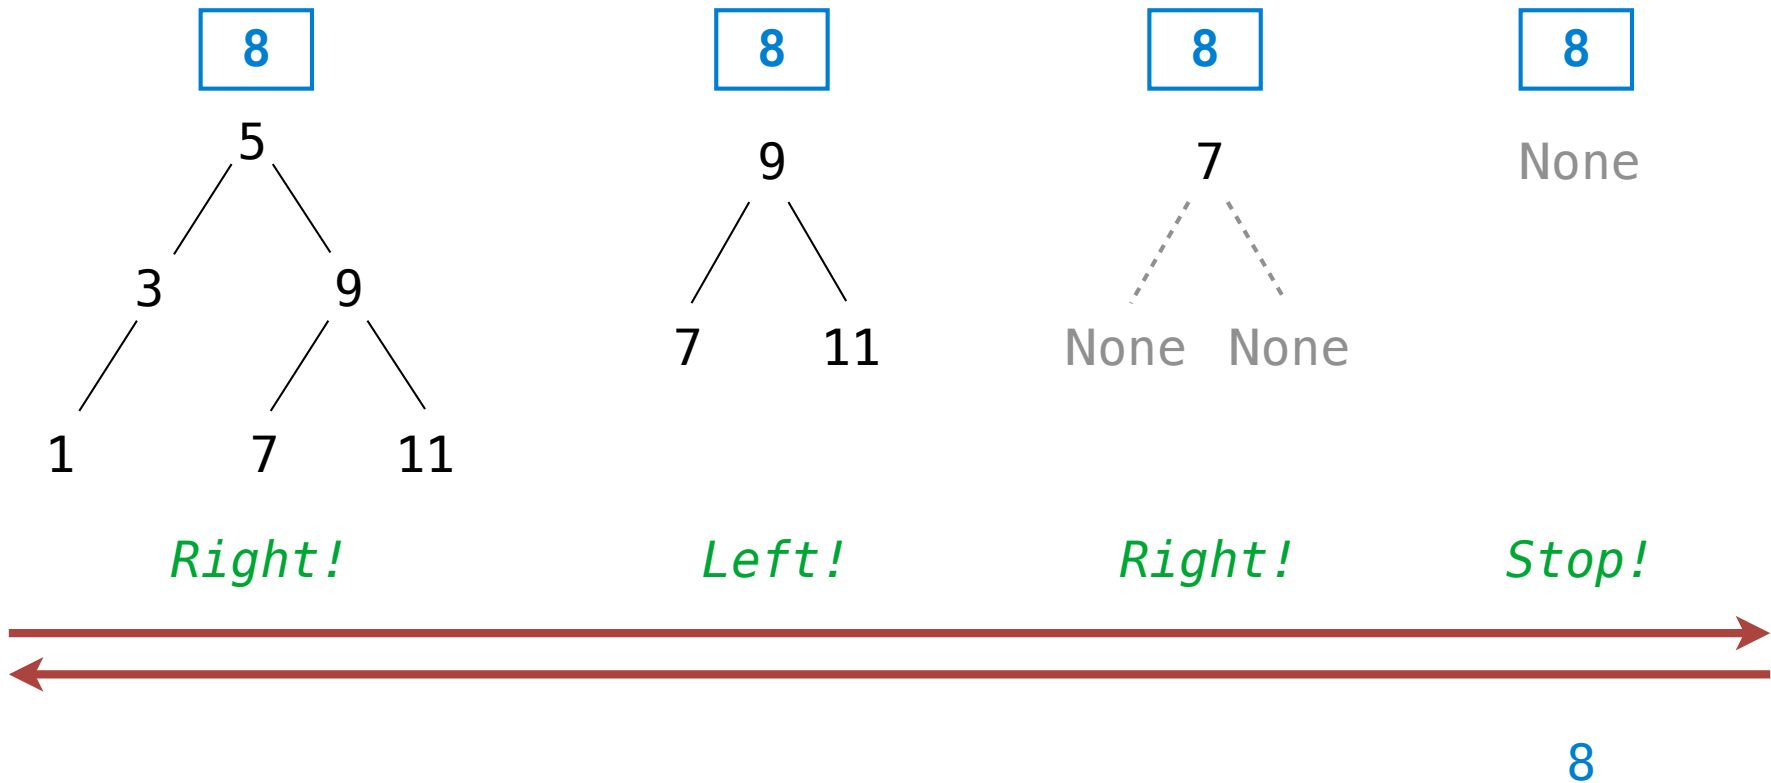 8 8 8 8
5
9 7 None
3 9
7 11 None None
1 7 11
Right! Left! Right! Stop!
8